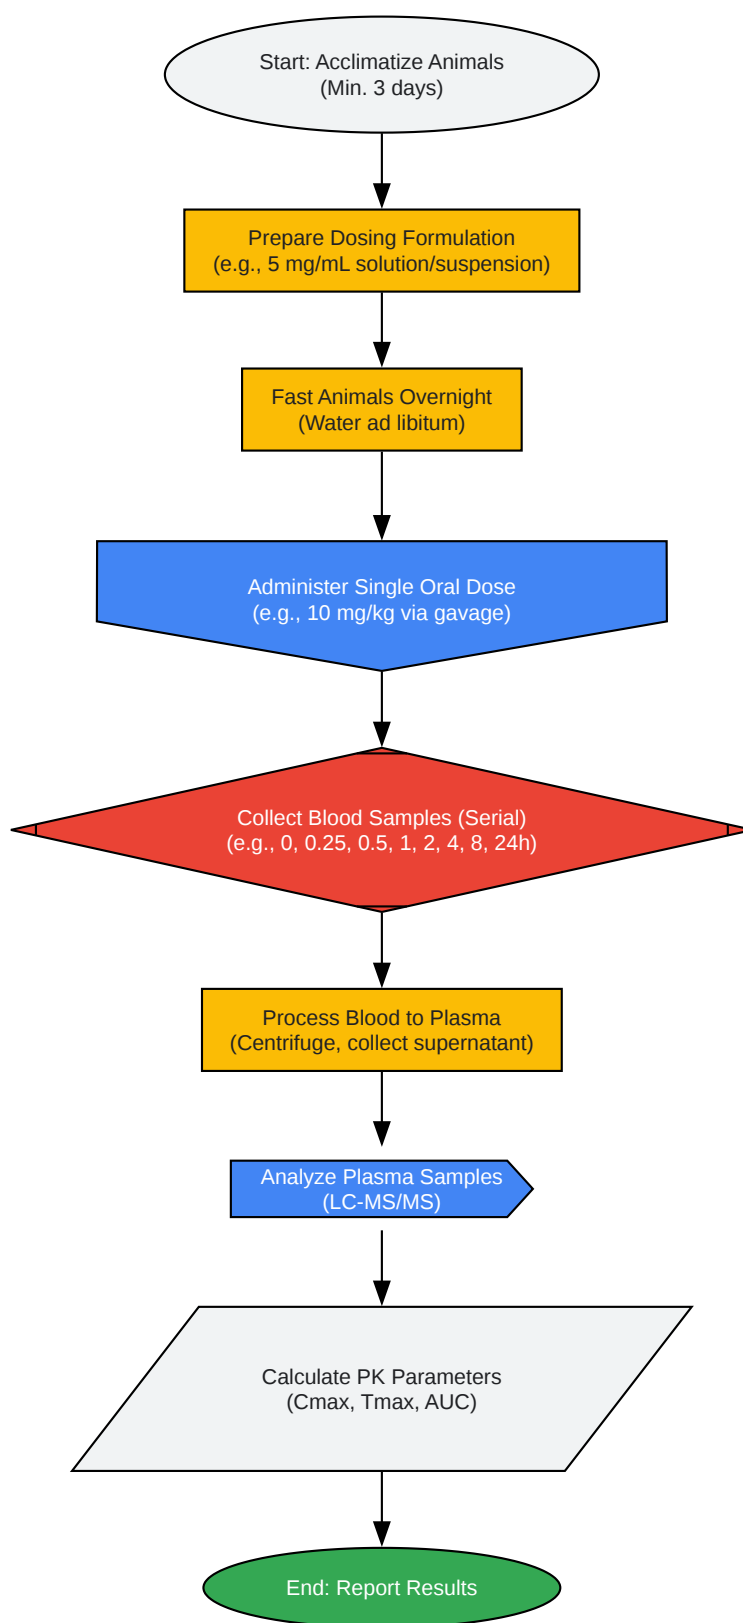 Start: Acclimatize Animals
(Min. 3 days)
Prepare Dosing Formulation
(e.g., 5 mg/mL solution/suspension)
Fast Animals Overnight
(Water ad libitum)
Administer Single Oral Dose
(e.g., 10 mg/kg via gavage)
Collect Blood Samples (Serial)
(e.g., 0, 0.25, 0.5, 1, 2, 4, 8, 24h)
Process Blood to Plasma
(Centrifuge, collect supernatant)
Analyze Plasma Samples
(LC-MS/MS)
Calculate PK Parameters
(Cmax, Tmax, AUC)
End: Report Results